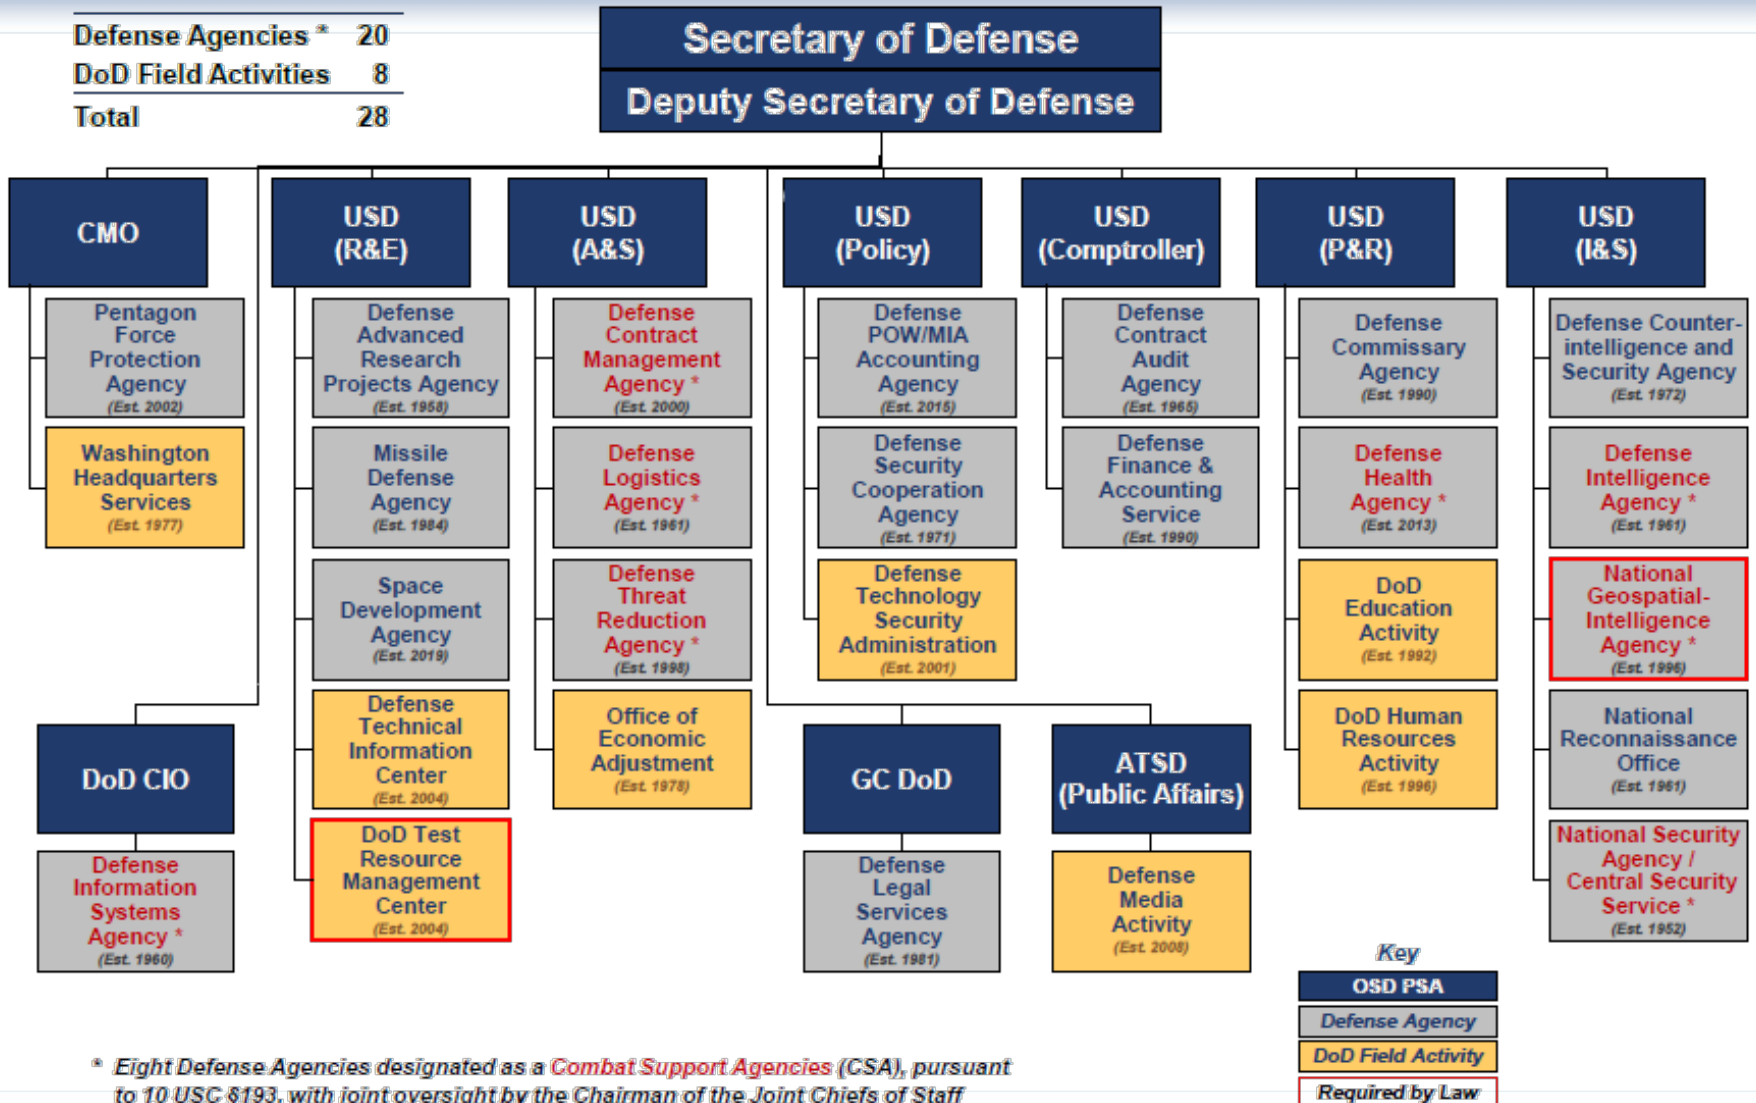 Defense Agencies * 20
DoD Field Activities 8
Total 28
Secretary of Defense
Deputy Secretary of Defense
CMO
Pentagon
Force
Protection
Agency
(Est. 2002)
Washington
Headquarters
Services
(Est. 1977)
DoD CIO
Defense
Information
Systems
Agency *
(Est. 1960)
USD
(R&E)
Defense
Advanced
Research
Projects Agency
(Est. 1958)
Missile
Defense
Agency
(Est. 1984)
Space
Development
Agency
(Est. 2019)
Defense
Technical
Information
Center
(Est. 2004)
DoD Test
Resource
Management
Center
(Est. 2004)
USD
(A&S)
Defense
Contract
Management
Agency *
(Est. 2000)
Defense
Logistics
Agency *
(Est. 1961)
Defense
Threat
Reduction
Agency *
(Est. 1998)
Office of
Economic
Adjustment
(Est. 1978)
USD
(Policy)
Defense
POW/MIA
Accounting
Agency
(Est. 2015)
Defense
Security
Cooperation
Agency
(Est. 1971)
Defense
Technology
Security
Administration
(Est. 2001)
GC DoD
Defense
Legal
Services
Agency
(Est. 1981)
USD
(Comptroller)
Defense
Contract
Audit
Agency
(Est. 1965)
Defense
Finance &
Accounting
Service
(Est. 1990)
ATSD
(Public Affairs)
Defense
Media
Activity
(Est. 2008)
USD
(P&R)
Defense
Commissary
Agency
(Est. 1990)
Defense
Health
Agency *
(Est. 2013)
DoD
Education
Activity
(Est. 1992)
DoD Human
Resources
Activity
(Est. 1996)
USD
(I&S)
Defense Counter-
intelligence and
Security Agency
(Est. 1972)
Defense
Intelligence
Agency *
(Est. 1961)
National
Geospatial-
Intelligence
Agency *
(Est. 1996)
National
Reconnaissance
Office
(Est. 1961)
National Security
Agency /
Central Security
Service *
(Est. 1952)
Key
OSD PSA
Defense Agency
DoD Field Activity
Required by Law
* Eight Defense Agencies designated as a Combat Support Agencies (CSA), pursuant
to 10 USC §193, with joint oversight by the Chairman of the Joint Chiefs of Staff